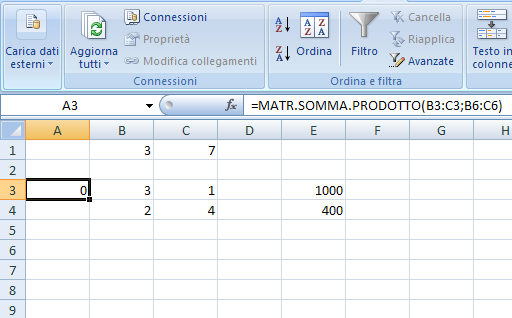 Connessioni
Proprietà
Modifica collegamenti
Carica dati
esterni
Aggiorna
tutti
Connessioni
Ordina
Filtro
Cancella
Riapplica
Avanzate
Ordina e filtra
Testo in
colonne
A3
fx
=MATR.SOMMA.PRODOTTO(B3:C3;B6:C6)
A B C D E F G H
1 3 7
2
3 0 3 1 1000
4 2 4 400
5
6
7
8
9